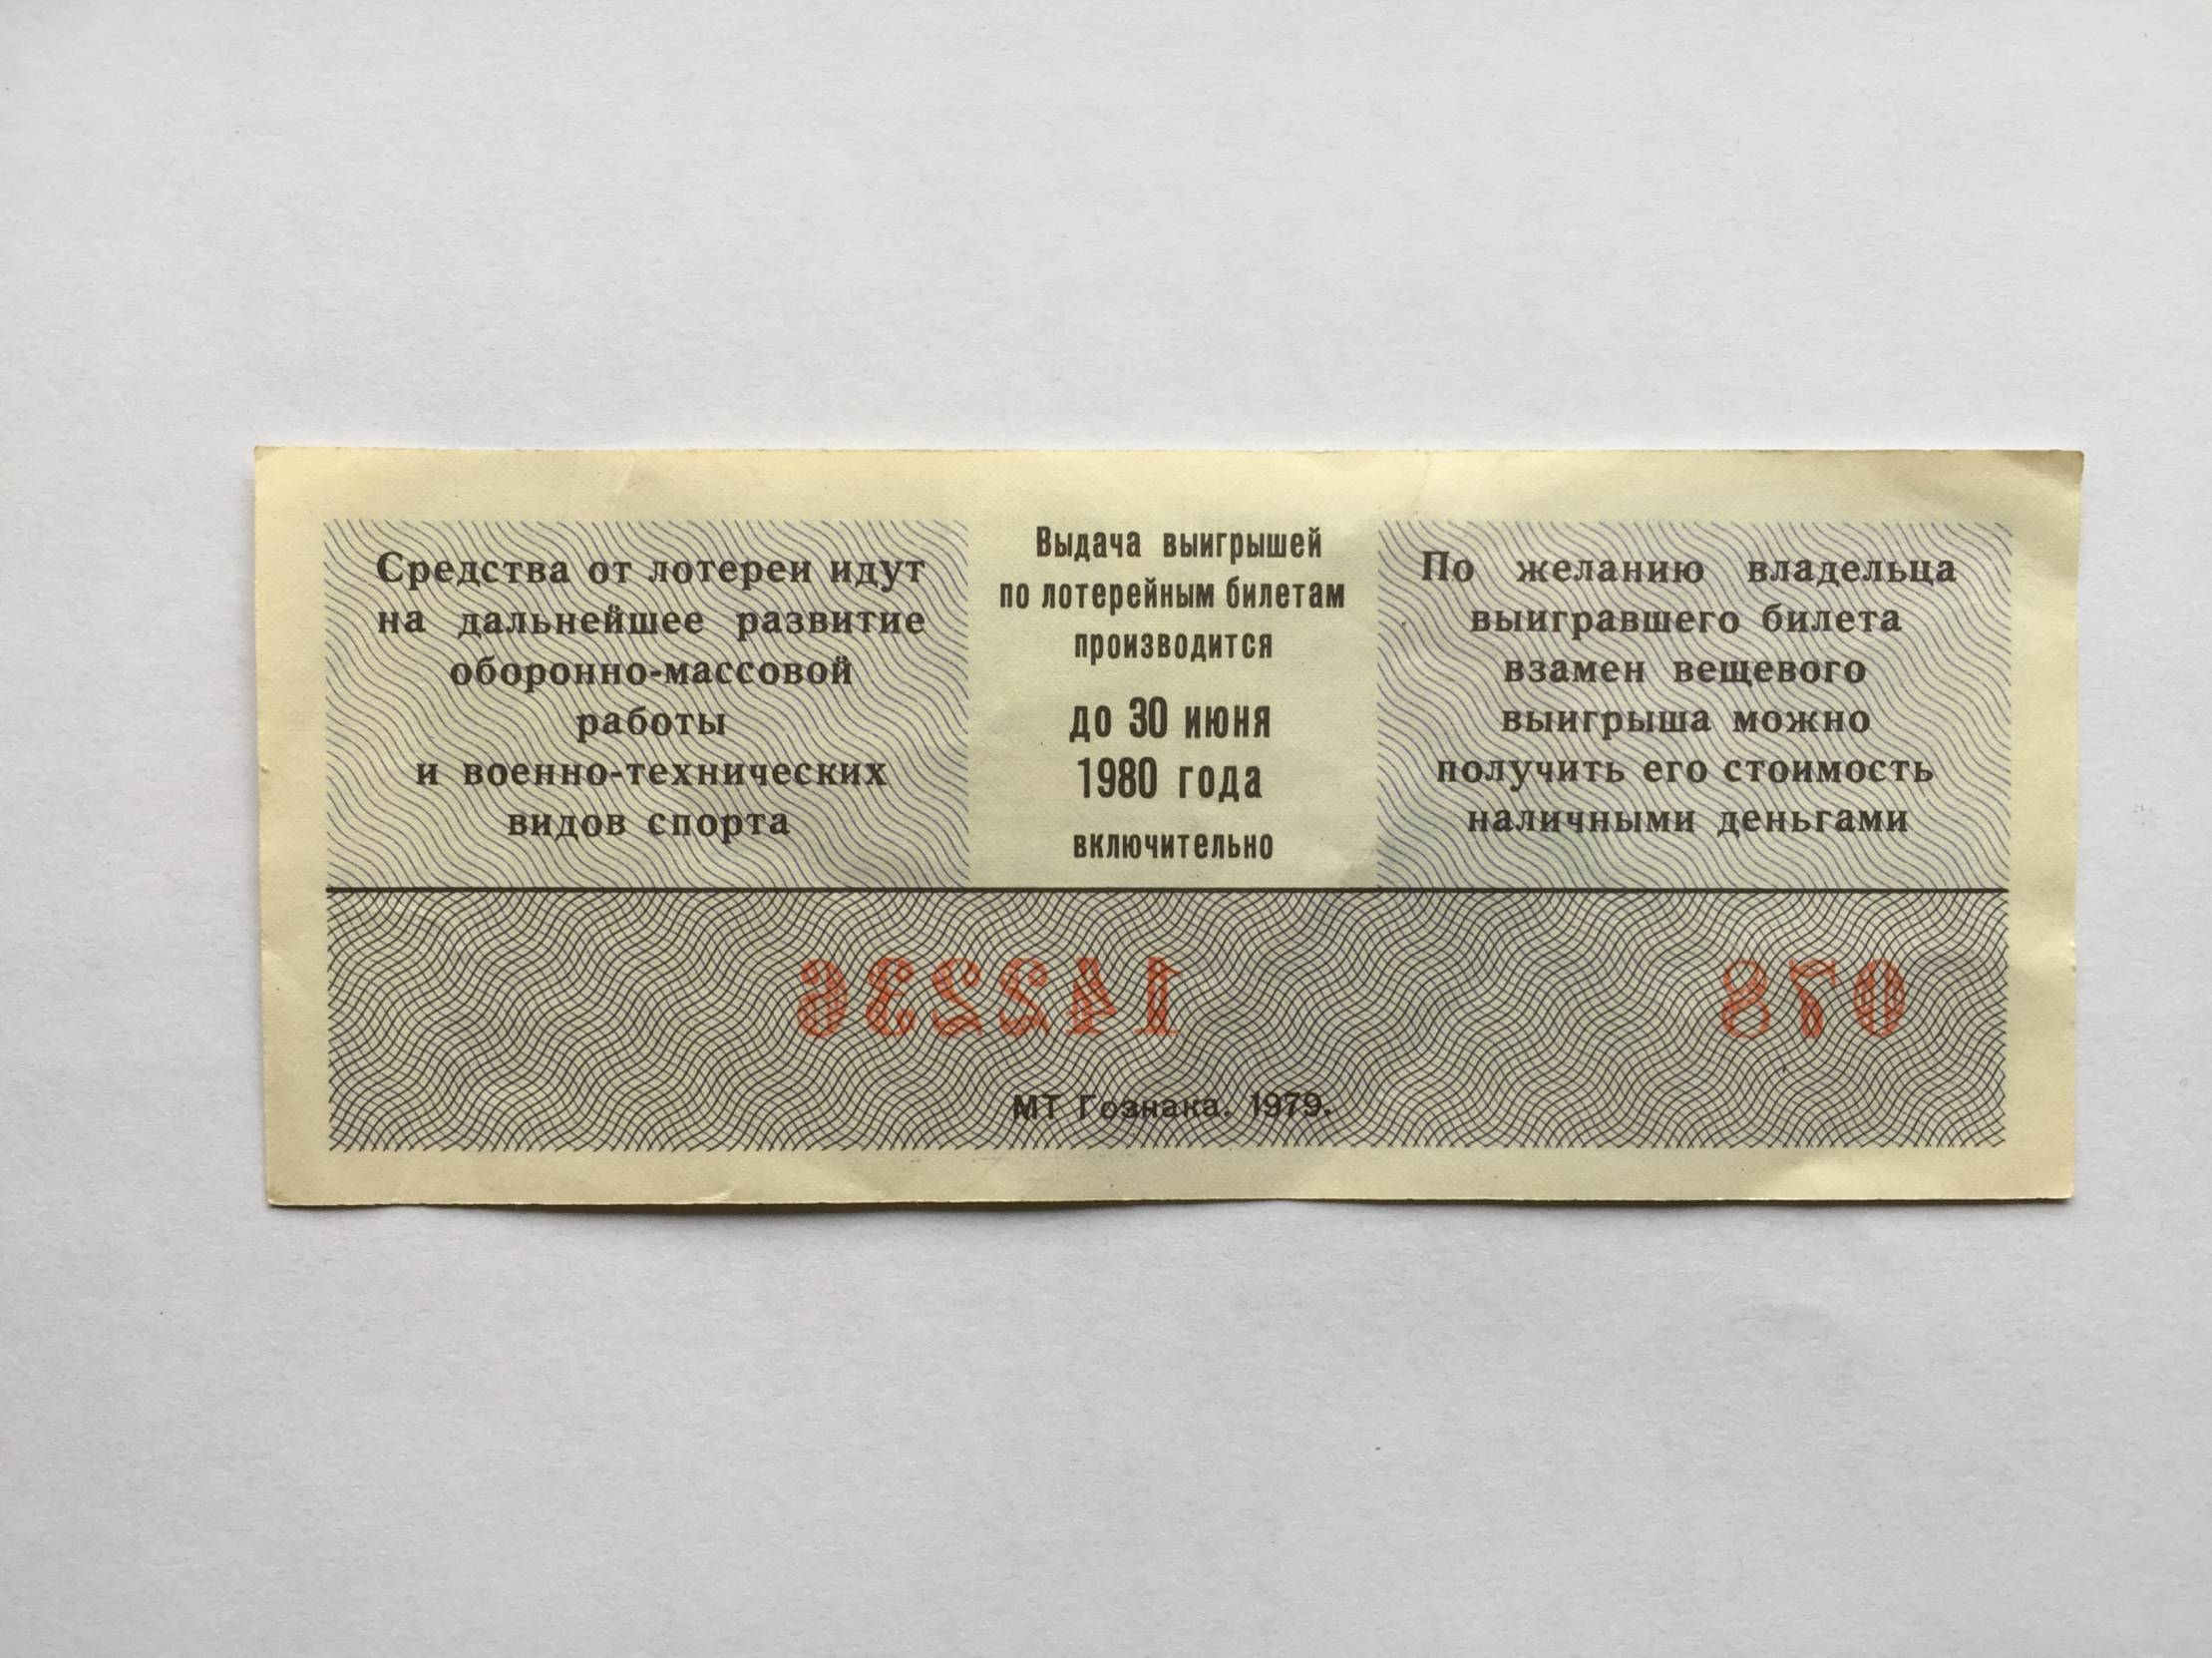 Средства от лотереи идут
на дальнейшее развитие
оборонно-массовой
работы
и военно-технических
видов спорта
Выдача выигрышей
по лотерейным билетам
производится
до 30 июня
1980 года
включительно
По желанию владельца
выигравшего билета
взамен вещевого
выигрыша можно
получить его стоимость
наличными деньгами
142236
078
МТ Гознака. 1979.